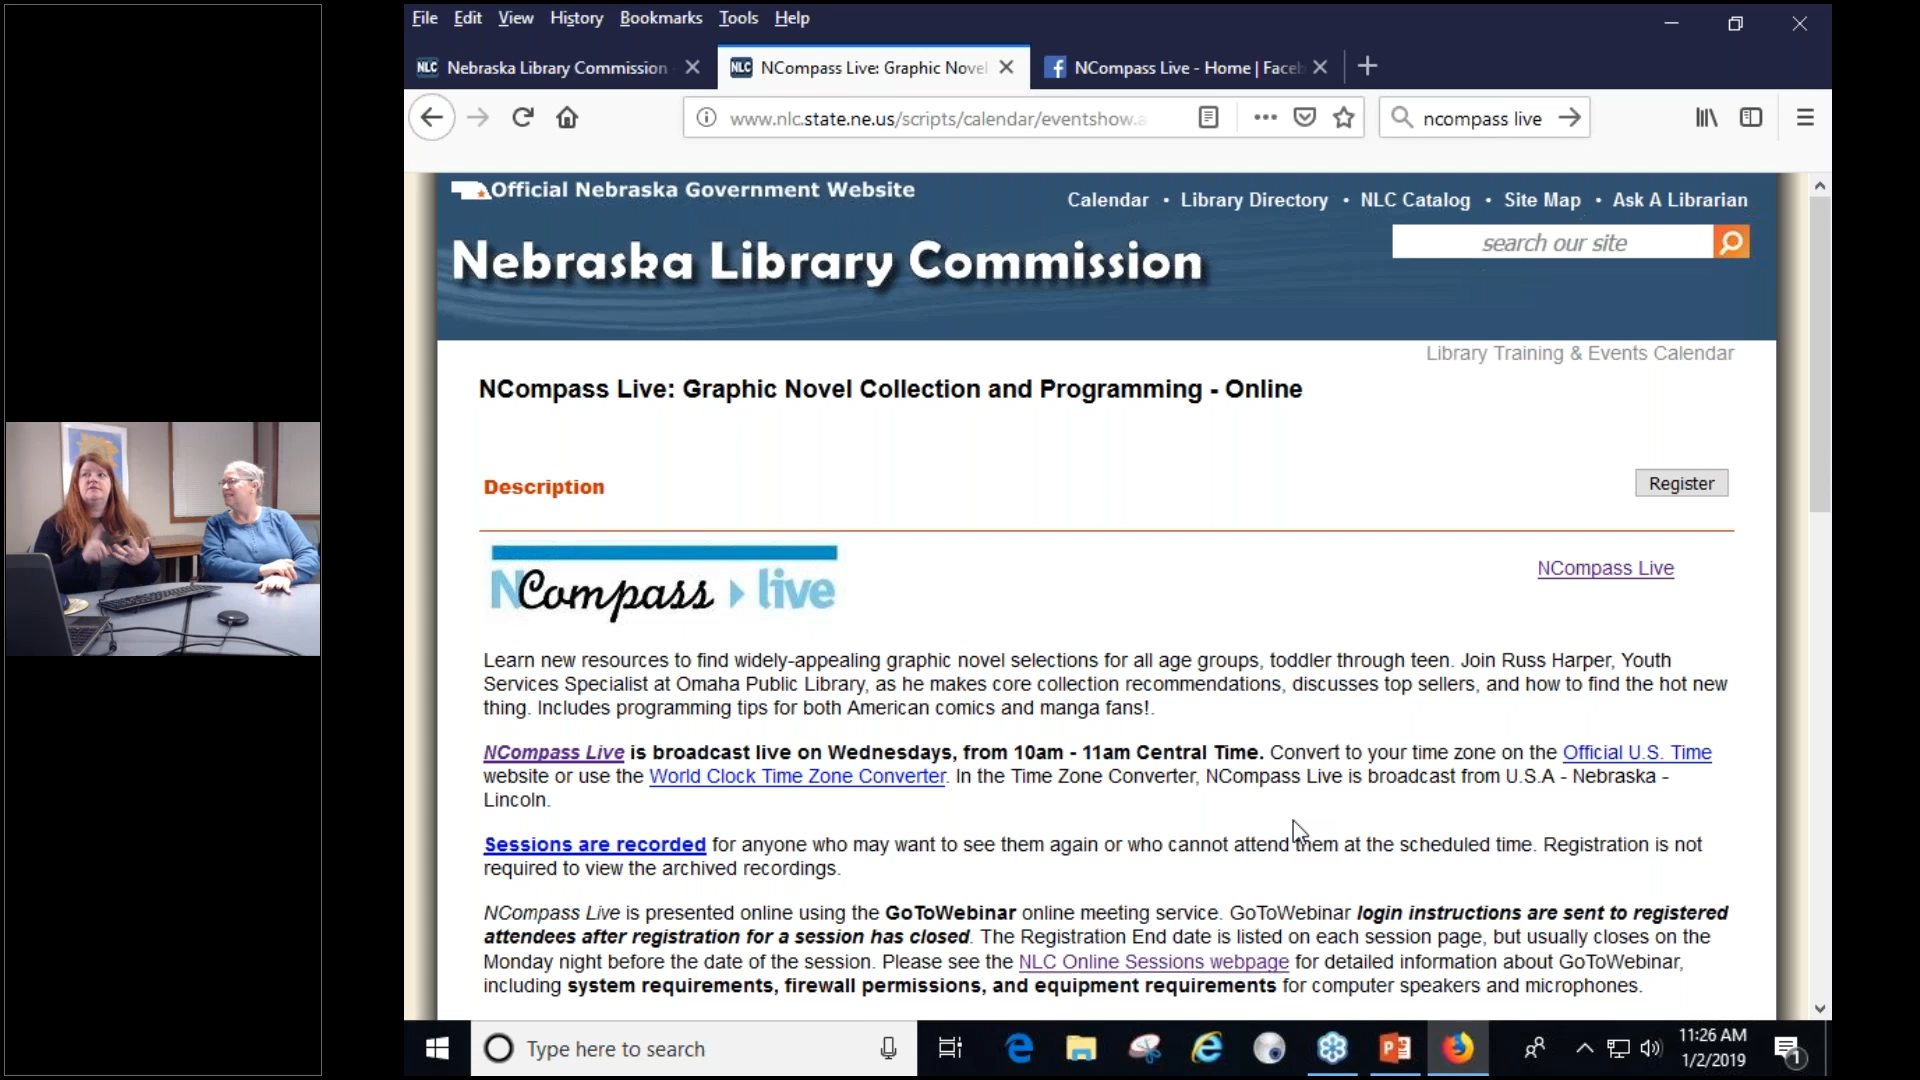 File Edit View History Bookmarks Tools Help
NLC Nebraska Library Commission
NLC NCompass Live: Graphic Novel
NCompass Live - Home | Faceb
www.nlc.state.ne.us/scripts/calendar/eventshow.a
ncompass live
Official Nebraska Government Website
Calendar • Library Directory • NLC Catalog • Site Map • Ask A Librarian
search our site
Nebraska Library Commission
Library Training & Events Calendar
NCompass Live: Graphic Novel Collection and Programming - Online
Description
Register
NCompass live
NCompass Live
Learn new resources to find widely-appealing graphic novel selections for all age groups, toddler through teen. Join Russ Harper, Youth
Services Specialist at Omaha Public Library, as he makes core collection recommendations, discusses top sellers, and how to find the hot new
thing. Includes programming tips for both American comics and manga fans!.
NCompass Live is broadcast live on Wednesdays, from 10am - 11am Central Time. Convert to your time zone on the Official U.S. Time
website or use the World Clock Time Zone Converter. In the Time Zone Converter, NCompass Live is broadcast from U.S.A - Nebraska -
Lincoln.
Sessions are recorded for anyone who may want to see them again or who cannot attend them at the scheduled time. Registration is not
required to view the archived recordings.
NCompass Live is presented online using the GoToWebinar online meeting service. GoToWebinar login instructions are sent to registered
attendees after registration for a session has closed. The Registration End date is listed on each session page, but usually closes on the
Monday night before the date of the session. Please see the NLC Online Sessions webpage for detailed information about GoToWebinar,
including system requirements, firewall permissions, and equipment requirements for computer speakers and microphones.
Type here to search
11:26 AM
1/2/2019
1